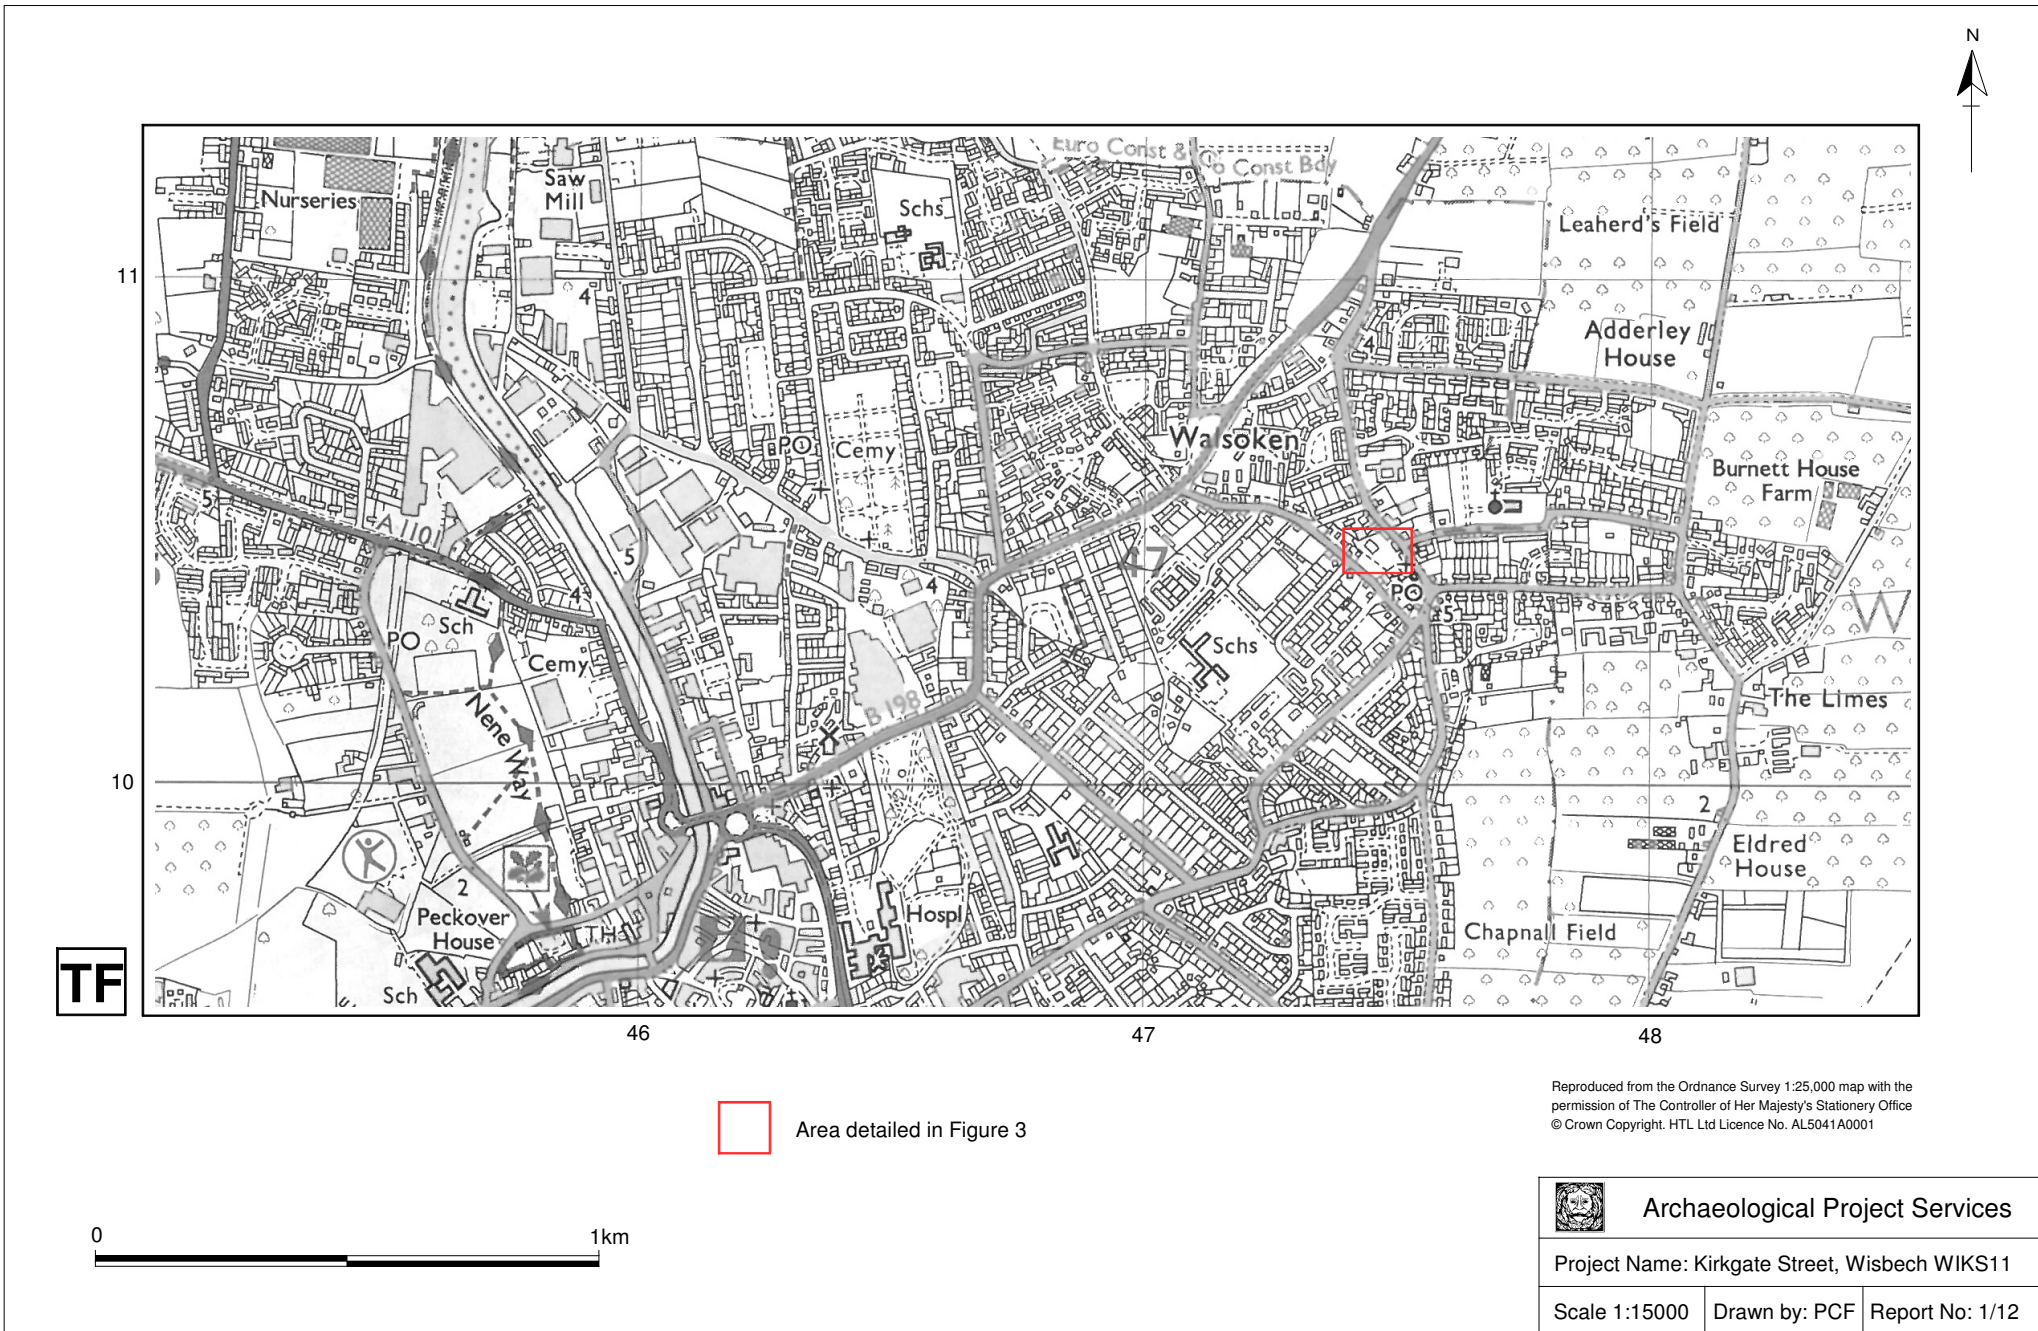 N
Euro Const &
Co Const Bdy
Nurseries
Saw
Mill
Schs
Leaherd's Field
11
4
Adderley
House
4
Walsoken
PO
Cemy
Burnett House
Farm
5
A 1101
47
5
4
4
PO
5
W
Sch
PO
Cemy
Schs
The Limes
Nene Way
B 198
10
2
Eldred
House
2
Peckover
House
TH
Hospl
Chapnall Field
TF
Sch
46
47
48
Reproduced from the Ordnance Survey 1:25,000 map with the
permission of The Controller of Her Majesty's Stationery Office
© Crown Copyright. HTL Ltd Licence No. AL5041A0001
Area detailed in Figure 3
0
1km
Archaeological Project Services
Project Name: Kirkgate Street, Wisbech WIKS11
Scale 1:15000
Drawn by: PCF
Report No: 1/12